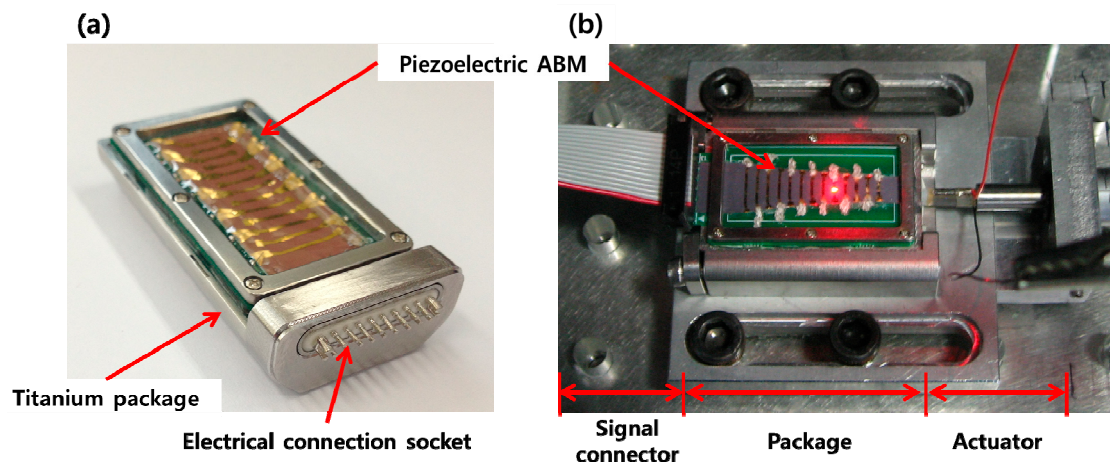 (a)
(b)
Piezoelectric ABM
Titanium package
Electrical connection socket
Signal
connector
Package
Actuator